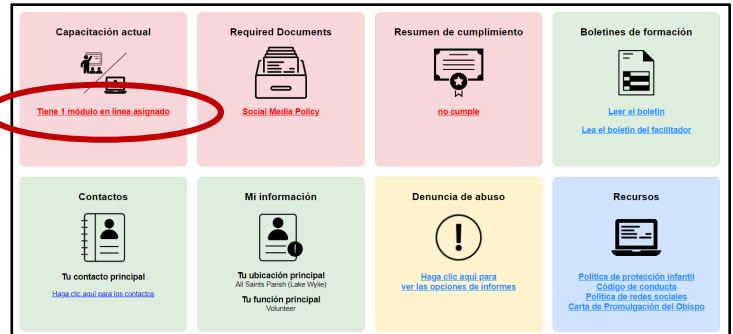 Capacitación actual
Tiene 1 módulo en línea asignado
Required Documents
Social Media Policy
Resumen de cumplimiento
no cumple
Boletines de formación
Leer el boletín
Lea el boletín del facilitador
Contactos
Tu contacto principal
Haga clic aquí para los contactos
Mi información
Tu ubicación principal
All Saints Parish (Lake Wylie)
Tu función principal
Volunteer
Denuncia de abuso
Haga clic aquí para
ver las opciones de informes
Recursos
Política de protección infantil
Código de conducta
Política de redes sociales
Carta de Promulgación del Obispo